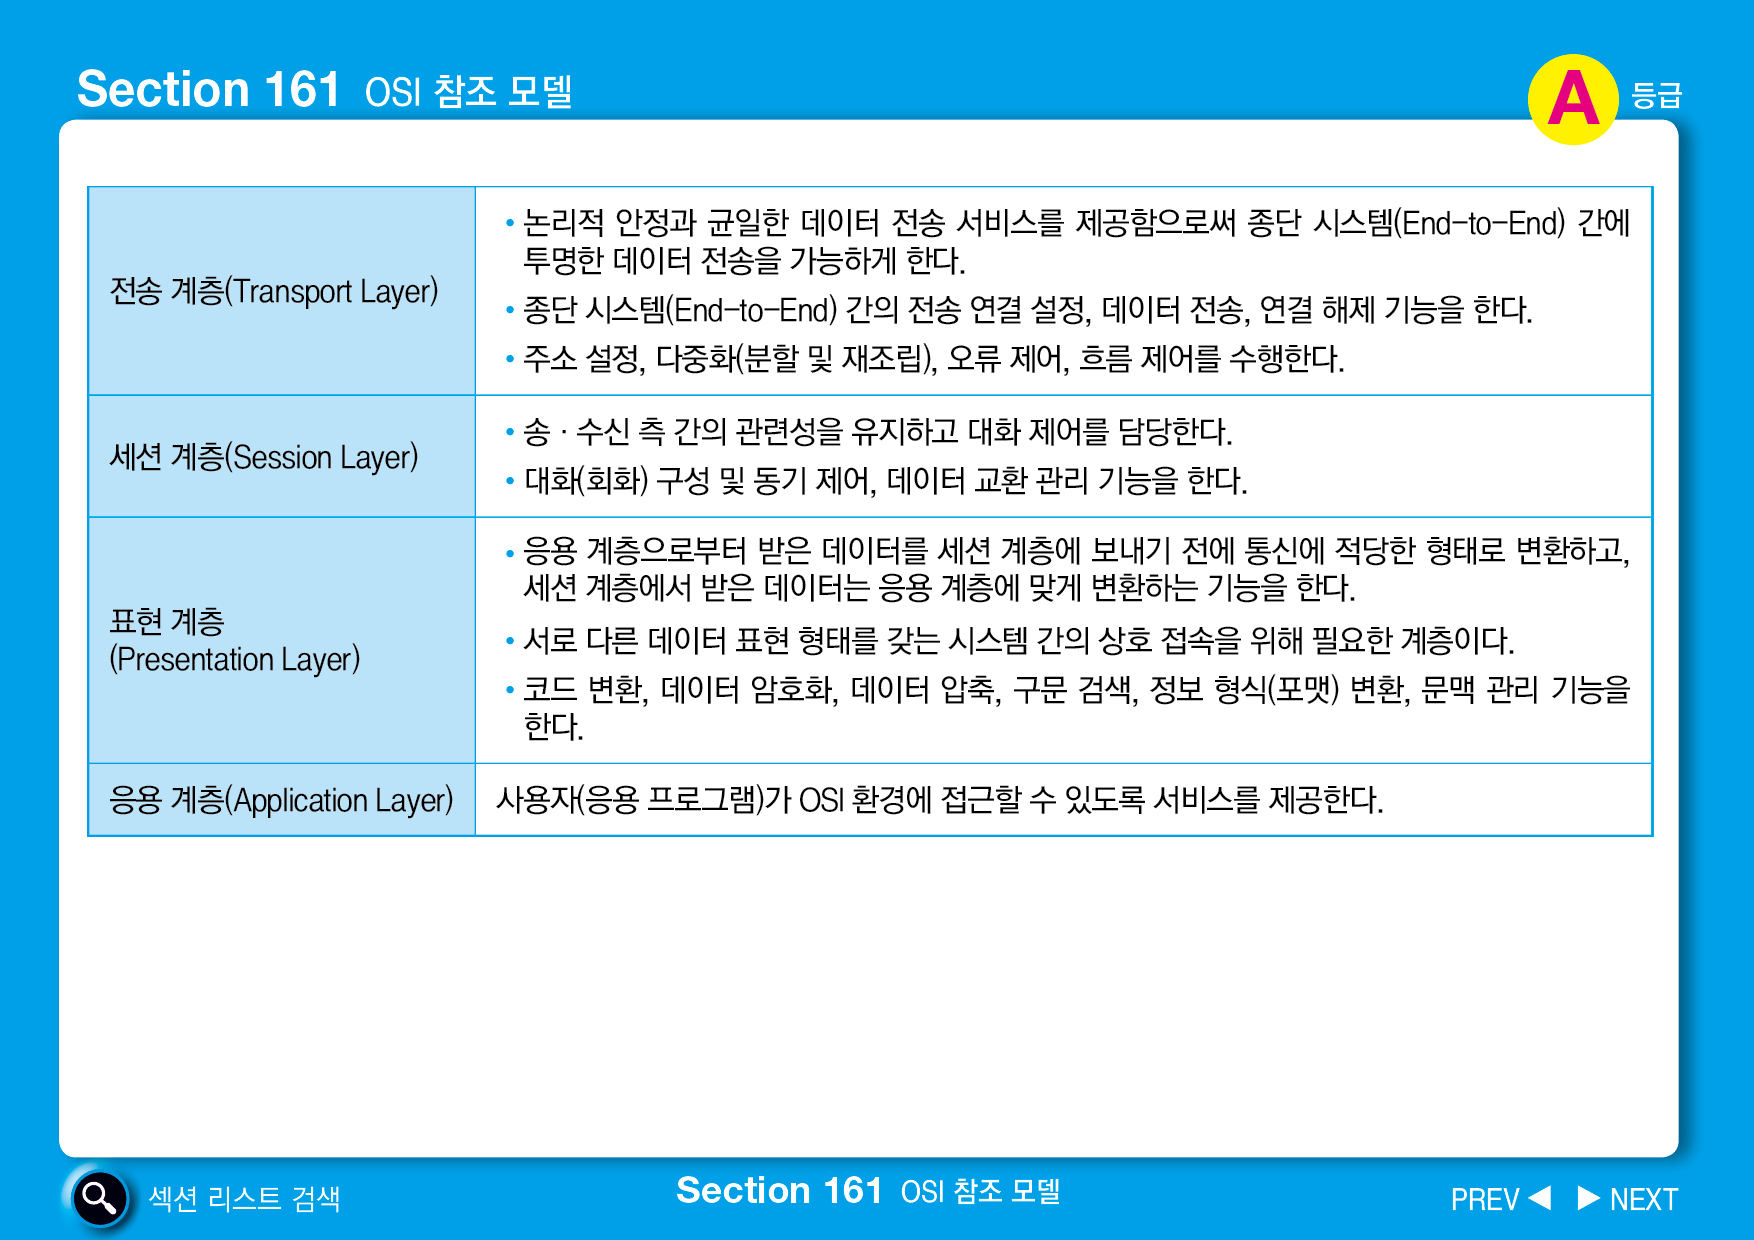 Section 161 OSI 참조 모델
A 등급
전송 계층(Transport Layer)
• 논리적 안정과 균일한 데이터 전송 서비스를 제공함으로써 종단 시스템(End-to-End) 간에
투명한 데이터 전송을 가능하게 한다.
• 종단 시스템(End-to-End) 간의 전송 연결 설정, 데이터 전송, 연결 해제 기능을 한다.
• 주소 설정, 다중화(분할 및 재조립), 오류 제어, 흐름 제어를 수행한다.
세션 계층(Session Layer)
• 송 · 수신 측 간의 관련성을 유지하고 대화 제어를 담당한다.
• 대화(회화) 구성 및 동기 제어, 데이터 교환 관리 기능을 한다.
표현 계층
(Presentation Layer)
• 응용 계층으로부터 받은 데이터를 세션 계층에 보내기 전에 통신에 적당한 형태로 변환하고,
세션 계층에서 받은 데이터는 응용 계층에 맞게 변환하는 기능을 한다.
• 서로 다른 데이터 표현 형태를 갖는 시스템 간의 상호 접속을 위해 필요한 계층이다.
• 코드 변환, 데이터 암호화, 데이터 압축, 구문 검색, 정보 형식(포맷) 변환, 문맥 관리 기능을
한다.
응용 계층(Application Layer)
사용자(응용 프로그램)가 OSI 환경에 접근할 수 있도록 서비스를 제공한다.
섹션 리스트 검색
Section 161 OSI 참조 모델
PREV ◀ ▶ NEXT